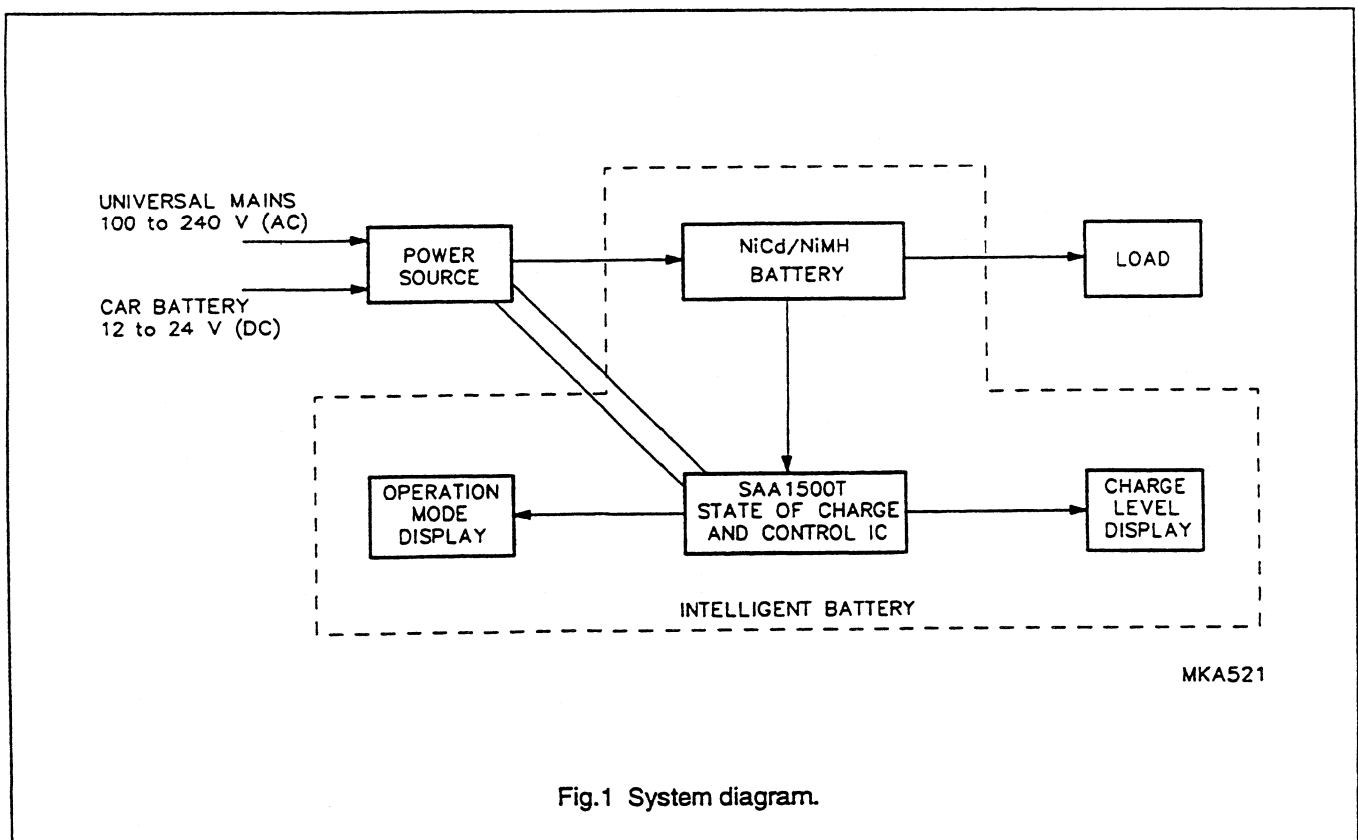 UNIVERSAL MAINS
100 to 240 V (AC)
CAR BATTERY
12 to 24 V (DC)
POWER
SOURCE
NiCd/NiMH
BATTERY
LOAD
OPERATION
MODE
DISPLAY
SAA1500T
STATE OF CHARGE
AND CONTROL IC
CHARGE
LEVEL
DISPLAY
INTELLIGENT BATTERY
MKA521
Fig.1 System diagram.